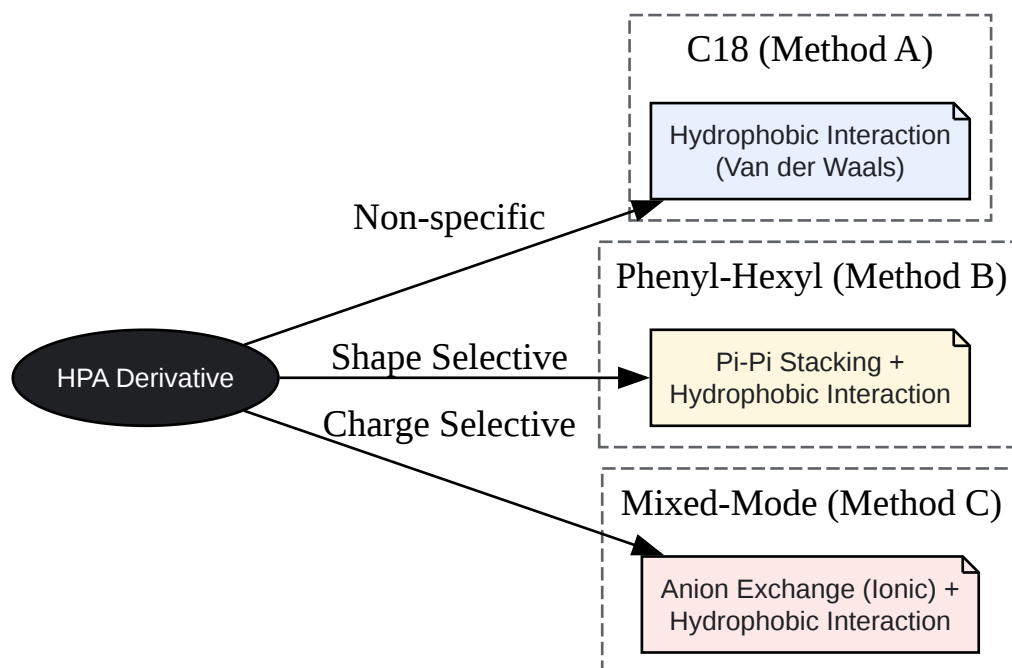 C18 (Method A)
Hydrophobic Interaction
(Van der Waals)
Non-specific
Phenyl-Hexyl (Method B)
Shape Selective
Pi-Pi Stacking +
Hydrophobic Interaction
HPA Derivative
Charge Selective
Mixed-Mode (Method C)
Anion Exchange (Ionic) +
Hydrophobic Interaction